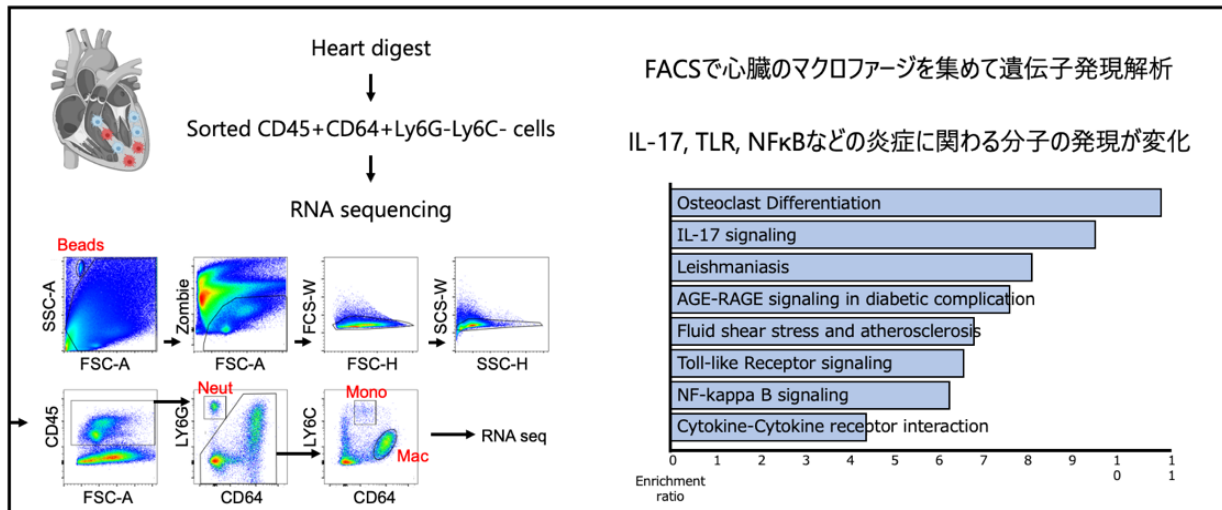 Heart digest
Sorted CD45+CD64+Ly6G-Ly6C- cells
RNA sequencing
Beads
SSC-A
FSC-A
Zombie
FSC-A
FCS-W
FSC-H
SCS-W
SSC-H
CD45
FSC-A
Neut
LY6G
CD64
Mono
LY6C
Mac
CD64
RNA seq
FACSで心臓のマクロファージを集めて遺伝子発現解析
IL-17, TLR, NFκBなどの炎症に関わる分子の発現が変化
Osteoclast Differentiation
IL-17 signaling
Leishmaniasis
AGE-RAGE signaling in diabetic complication
Fluid shear stress and atherosclerosis
Toll-like Receptor signaling
NF-kappa B signaling
Cytokine-Cytokine receptor interaction
0 1 2 3 4 5 6 7 8 9 10 11
Enrichment
ratio